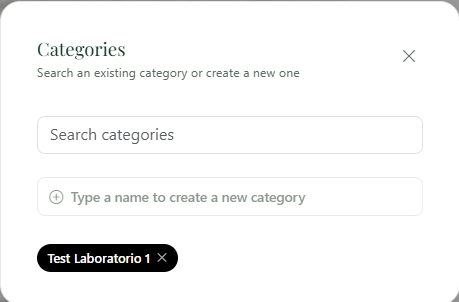 Categories
Search an existing category or create a new one
Search categories
Type a name to create a new category
Test Laboratorio 1